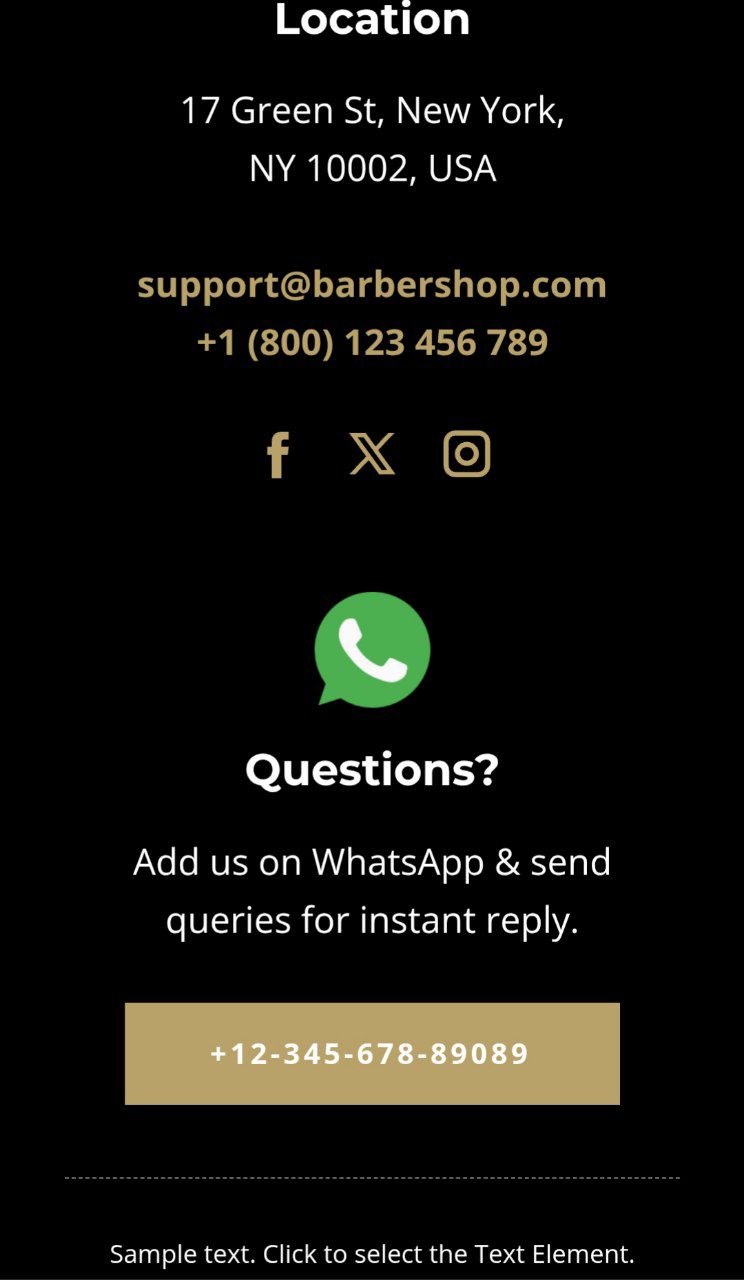 Location
17 Green St, New York,
NY 10002, USA
support@barbershop.com
+1 (800) 123 456 789
Questions?
Add us on WhatsApp & send
queries for instant reply.
+12-345-678-89089
Sample text. Click to select the Text Element.